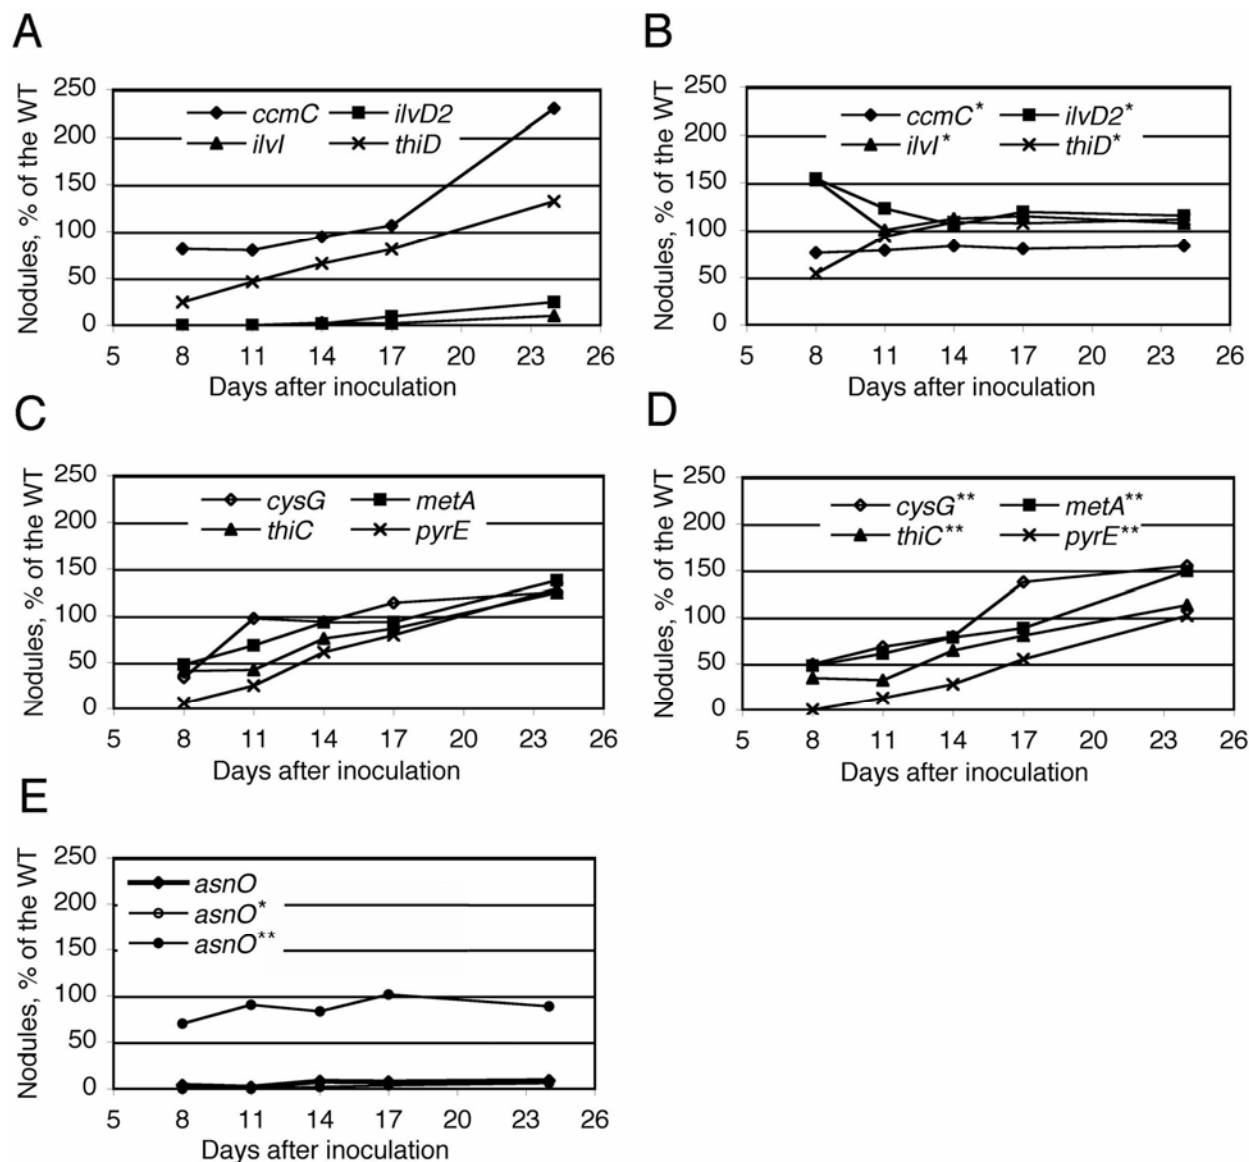 A
Nodules, % of the WT
250
200
150
100
50
0
ccmC ilvD2
ilvI thiD
5 8 11 14 17 20 24 26
Days after inoculation
B
Nodules, % of the WT
250
200
150
100
50
0
ccmC* ilvD2*
ilvI* thiD*
5 8 11 14 17 20 24 26
Days after inoculation
C
Nodules, % of the WT
250
200
150
100
50
0
cysG metA
thiC pyrE
5 8 11 14 17 20 23 26
Days after inoculation
D
Nodules, % of the WT
250
200
150
100
50
0
cysG** metA**
thiC** pyrE**
5 8 11 14 17 20 24 26
Days after inoculation
E
Nodules, % of the WT
250
200
150
100
50
0
asnO
asnO*
asnO**
5 8 11 14 17 20 24 26
Days after inoculation